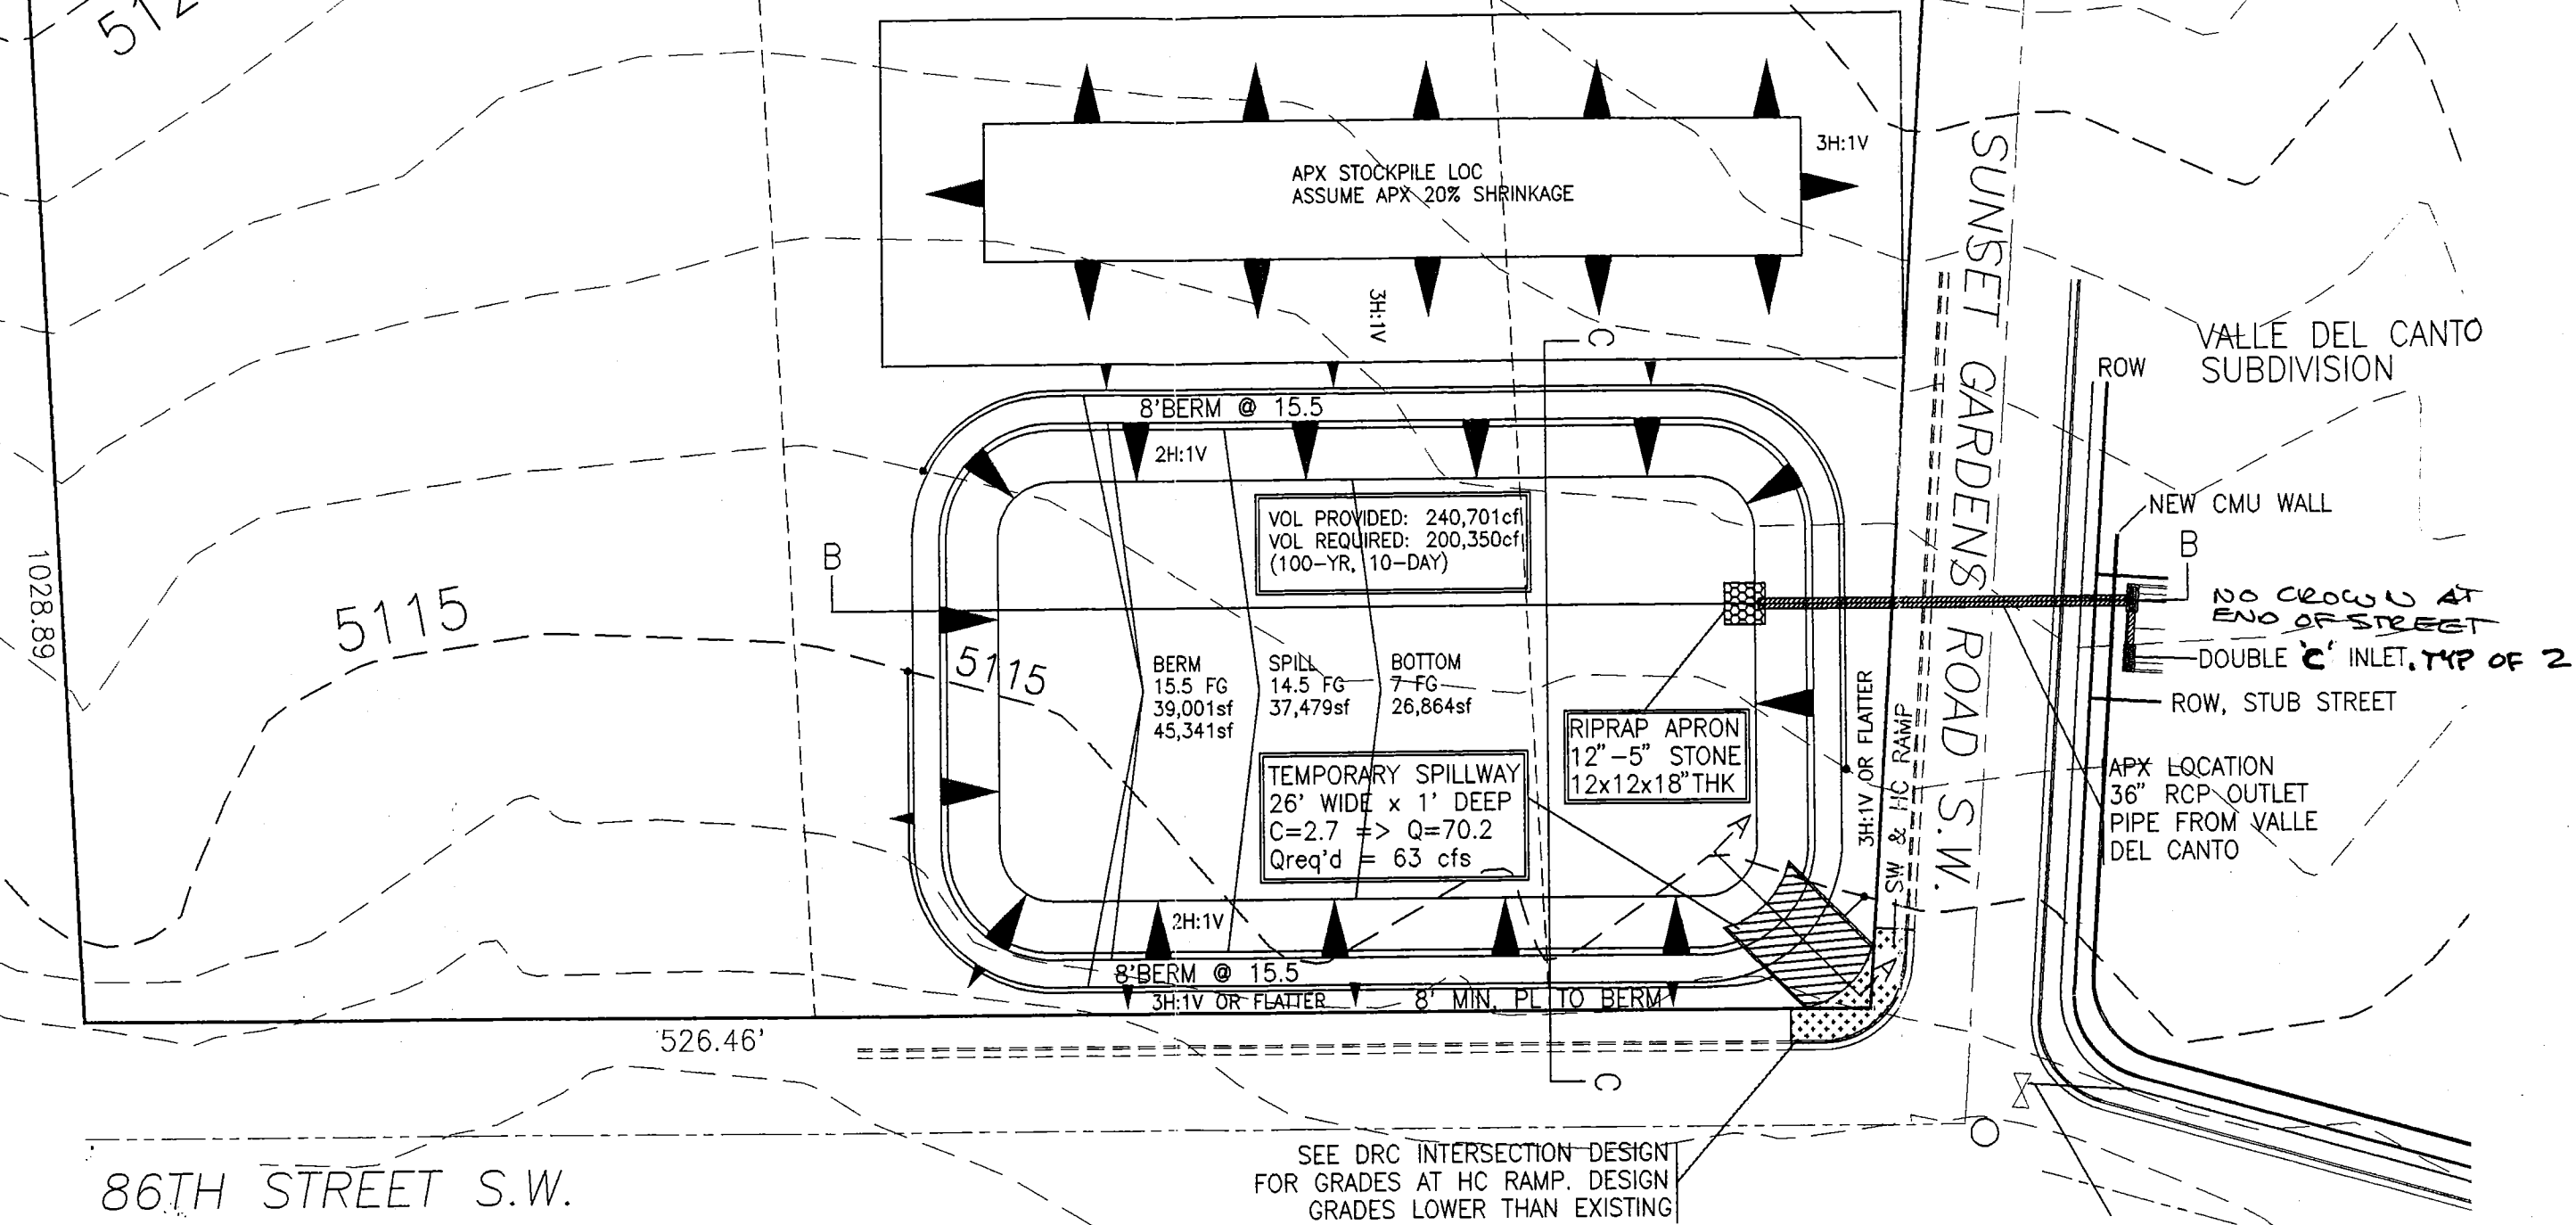 APX STOCKPILE LOC
ASSUME APX 20% SHRINKAGE
3H:1V
3H:1V
SUNSET GARDENS ROAD S.W.
VALLE DEL CANTO
SUBDIVISION
ROW
8'BERM @ 15.5
2H:1V
VOL PROVIDED: 240,701cf
VOL REQUIRED: 200,350cf
(100-YR, 10-DAY)
C
NEW CMU WALL
B
B
NO CROWN AT
END OF STREET
DOUBLE 'C' INLET. TYP OF 2
ROW, STUB STREET
1028.89
5115
5115
BERM
15.5 FG
39,001sf
45,341sf
SPILL
14.5 FG
37,479sf
BOTTOM
7 FG
26,864sf
RIPRAP APRON
12"-5" STONE
12x12x18"THK
TEMPORARY SPILLWAY
26' WIDE x 1' DEEP
C=2.7 => Q=70.2
Qreq'd = 63 cfs
3H:1V OR FLATTER
SW & HC RAMP
APX LOCATION
36" RCP OUTLET
PIPE FROM VALLE
DEL CANTO
A
A
2H:1V
8'BERM @ 15.5
3H:1V OR FLATTER
8' MIN. PL TO BERM
526.46'
C
86TH STREET S.W.
SEE DRC INTERSECTION DESIGN
FOR GRADES AT HC RAMP. DESIGN
GRADES LOWER THAN EXISTING